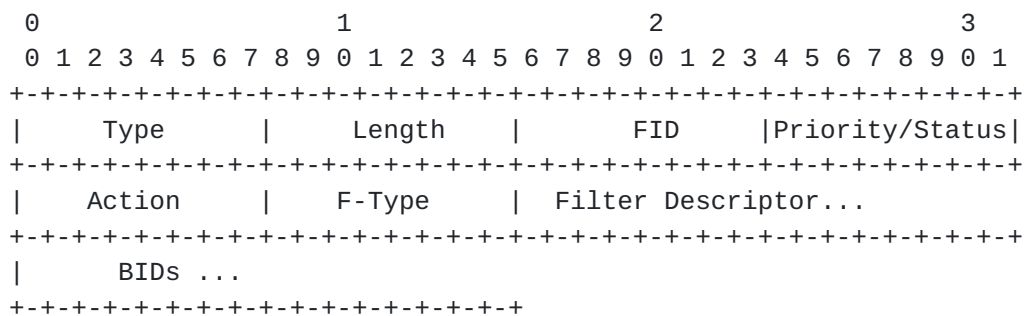 0                   1                   2                   3
 0 1 2 3 4 5 6 7 8 9 0 1 2 3 4 5 6 7 8 9 0 1 2 3 4 5 6 7 8 9 0 1
+-+-+-+-+-+-+-+-+-+-+-+-+-+-+-+-+-+-+-+-+-+-+-+-+-+-+-+-+-+-+-+-+
|     Type      |     Length    |       FID     |Priority/Status|
+-+-+-+-+-+-+-+-+-+-+-+-+-+-+-+-+-+-+-+-+-+-+-+-+-+-+-+-+-+-+-+-+
|    Action     |    F-Type     |  Filter Descriptor...
+-+-+-+-+-+-+-+-+-+-+-+-+-+-+-+-+-+-+-+-+-+-+-+-+-+-+-+-+-+-+-+-+
|      BIDs ...
+-+-+-+-+-+-+-+-+-+-+-+-+-+-+-+-+